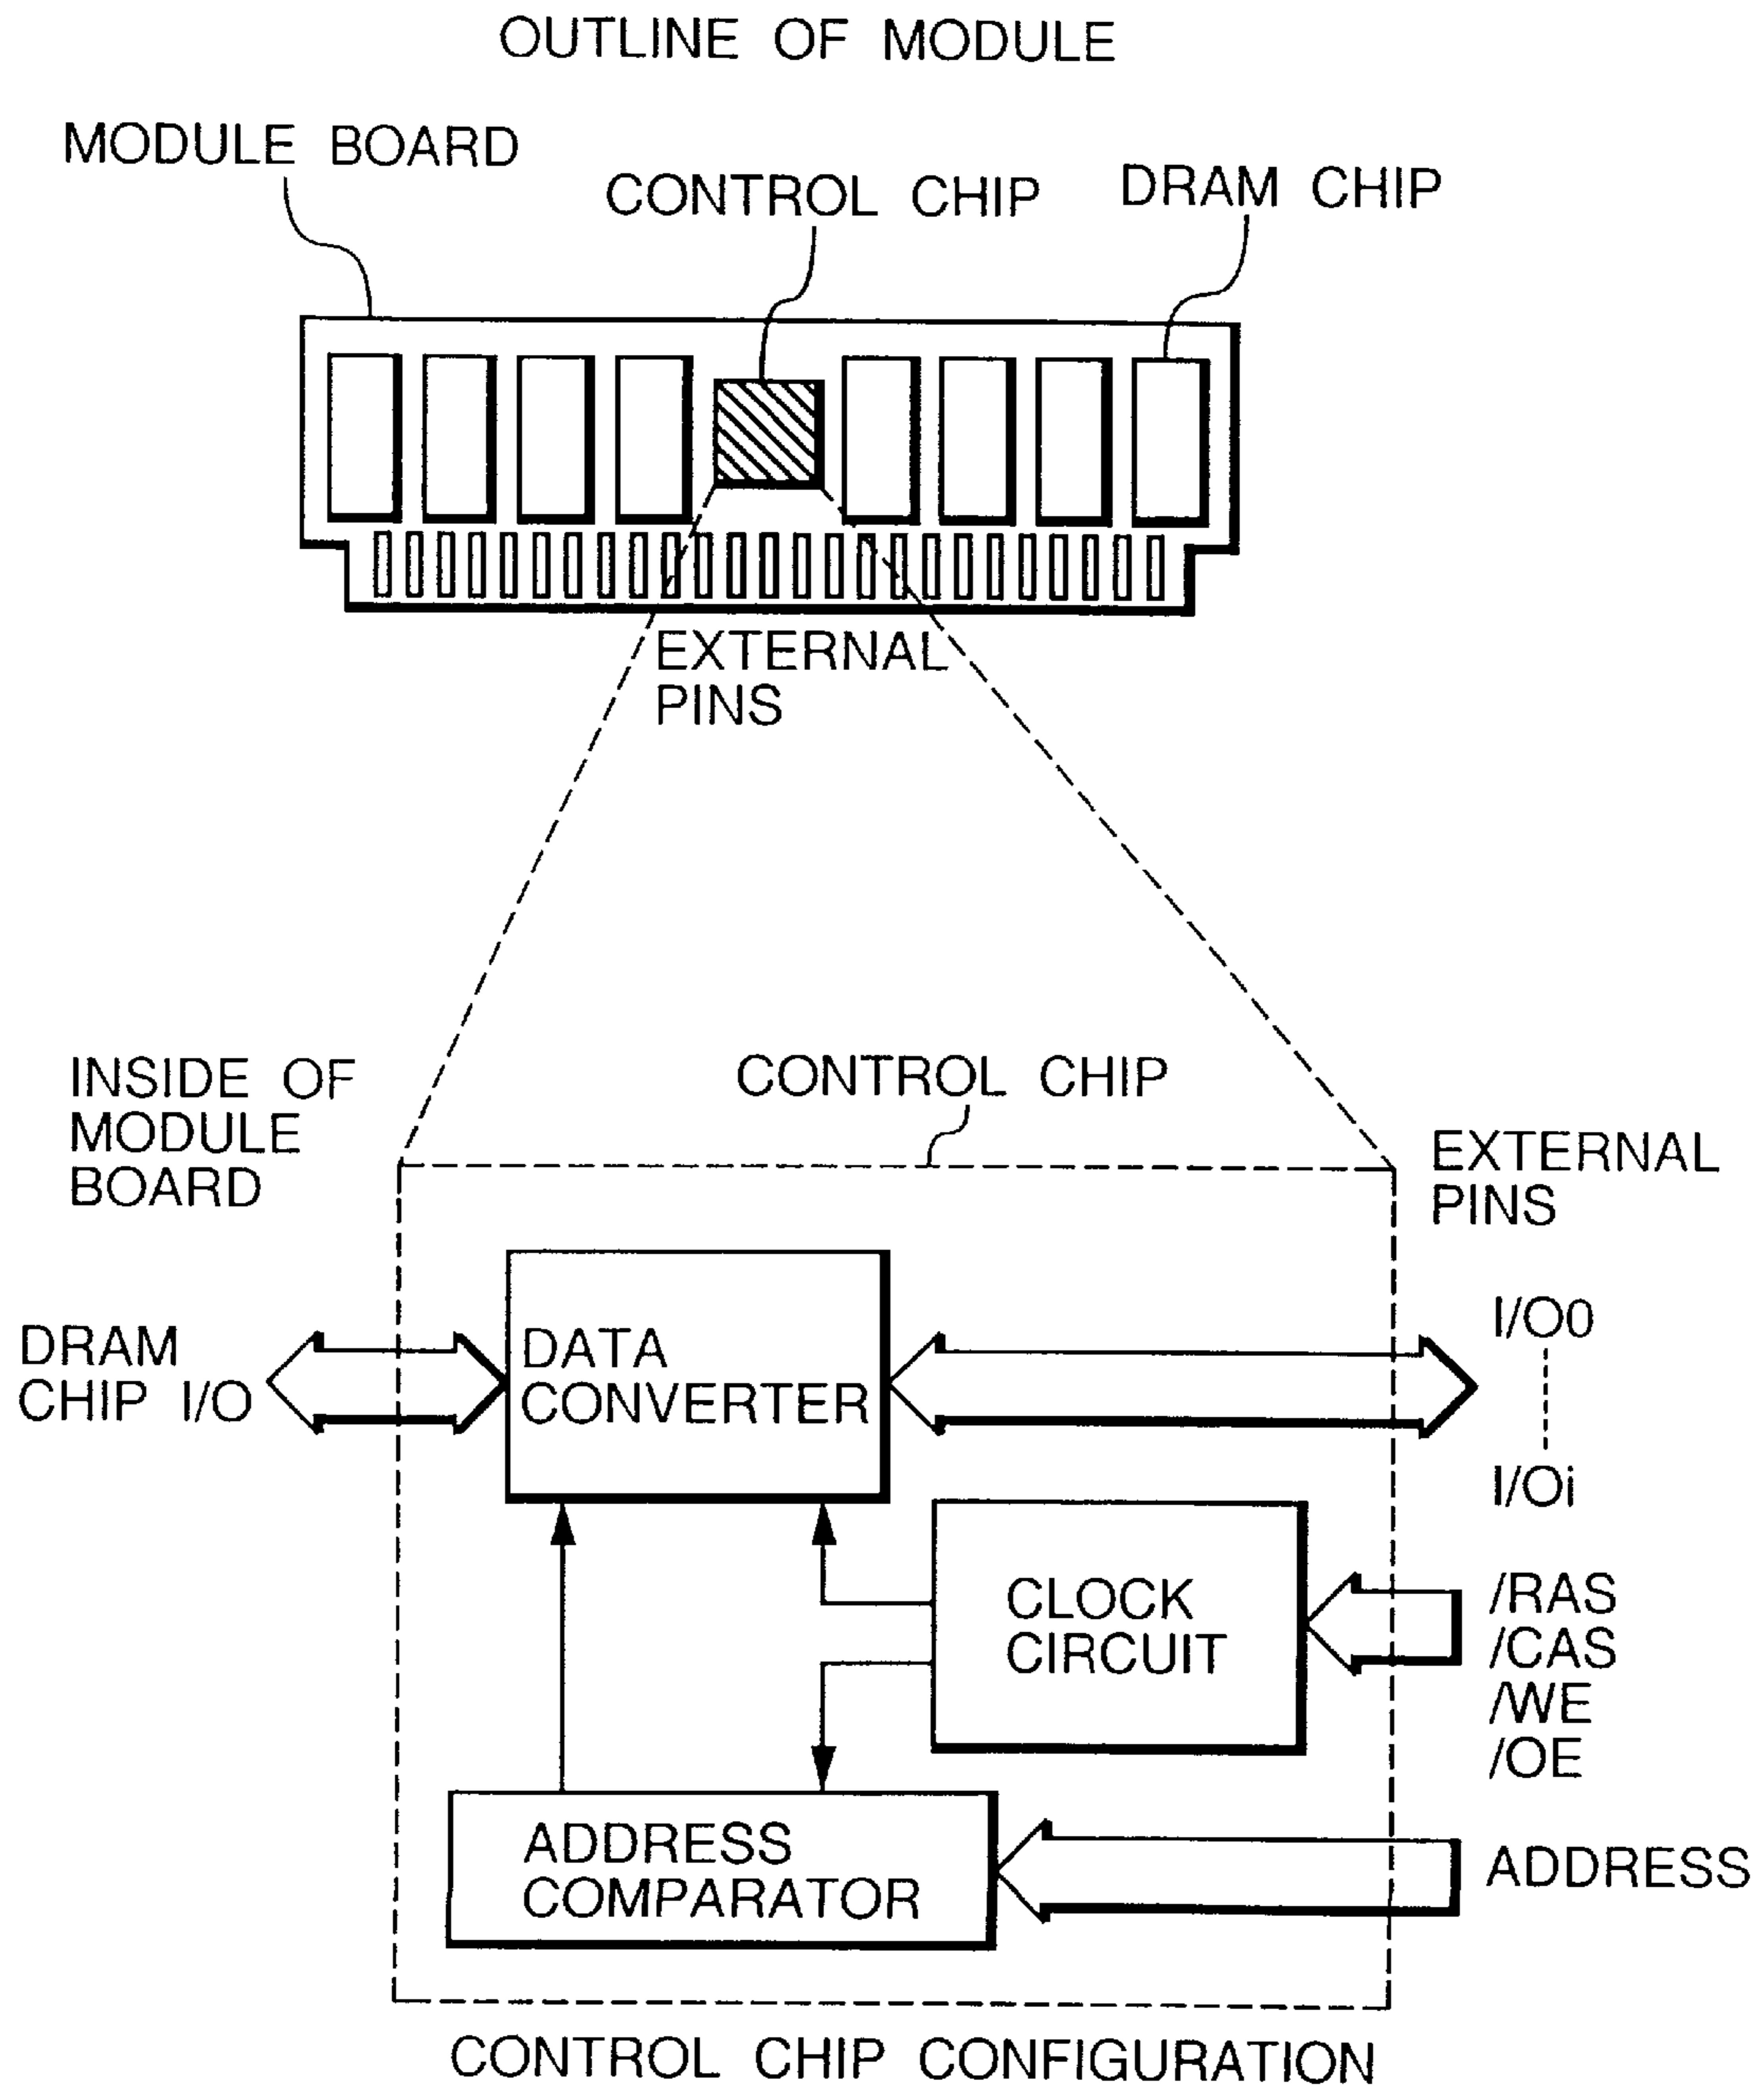 OUTLINE OF MODULE
MODULE BOARD
CONTROL CHIP
DRAM CHIP
EXTERNAL
PINS
INSIDE OF
MODULE
BOARD
CONTROL CHIP
EXTERNAL
PINS
DRAM
CHIP I/O
DATA
CONVERTER
I/O0
I/Oi
CLOCK
CIRCUIT
/RAS
/CAS
/WE
/OE
ADDRESS
COMPARATOR
ADDRESS
CONTROL CHIP CONFIGURATION